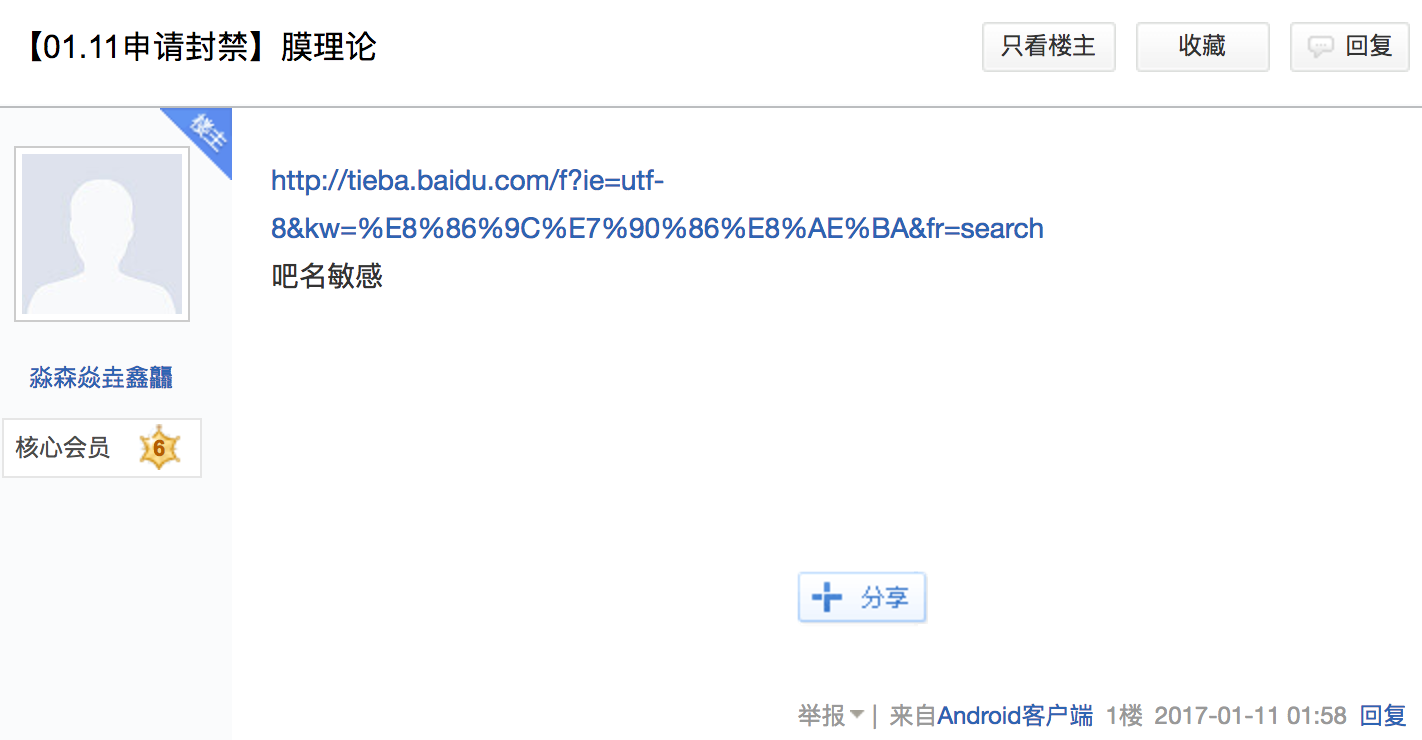 【01.11申请封禁】膜理论
只看楼主
收藏
回复
楼主
http://tieba.baidu.com/f?ie=utf-
8&kw=%E8%86%9C%E7%90%86%E8%AE%BA&fr=search
吧名敏感
淼森焱垚鑫龘
核心会员 6
分享
举报 | 来自Android客户端 1楼 2017-01-11 01:58 回复